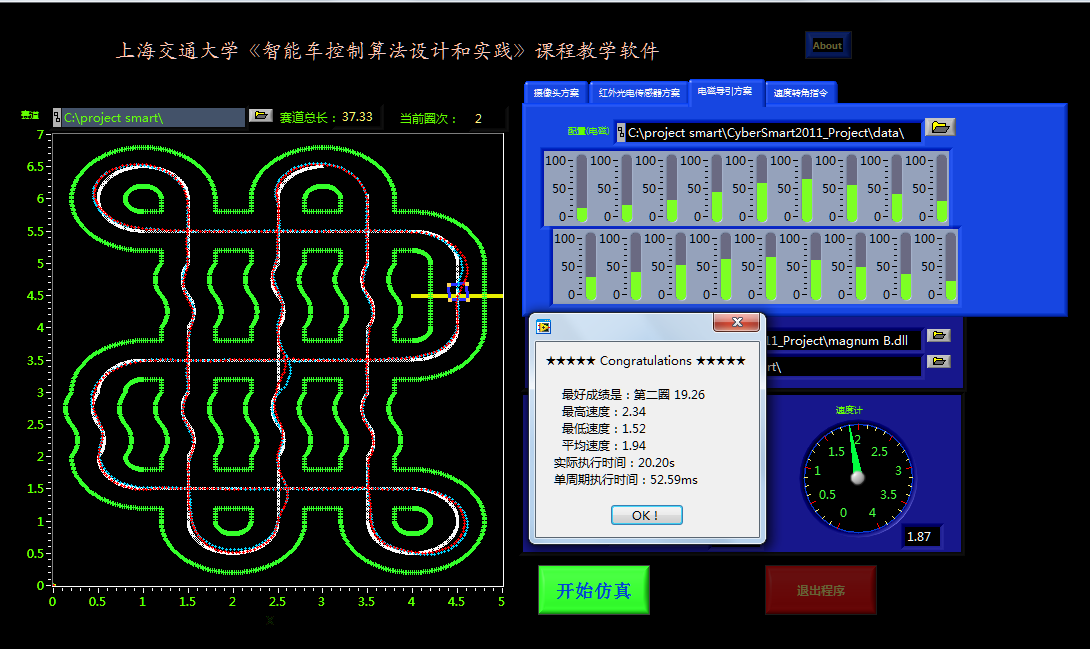 上海交通大学《智能车控制算法设计和实践》课程教学软件
About
摄像头方案 红外光电传感器方案 电磁导引方案 速度转角指令
赛道 C:\project smart\ 赛道总长： 37.33 当前圈次： 2
配置(电磁) C:\project smart\CyberSmart2011_Project\data\
100 100 100 100 100 100 100 100 100
50 50 50 50 50 50 50 50 50
0 0 0 0 0 0 0 0 0
100 100 100 100 100 100 100 100 100
50 50 50 50 50 50 50 50 50
0 0 0 0 0 0 0 0 0
7
6.5
6
5.5
5
4.5
4
3.5
3
2.5
2
1.5
1
0.5
0
0 0.5 1 1.5 2 2.5 3 3.5 4 4.5 5
11_Project\magnum B.dll
rt\
★★★★★ Congratulations ★★★★★
最好成绩是：第二圈 19.26
最高速度：2.34
最低速度：1.52
平均速度：1.94
实际执行时间：20.20s
单周期执行时间：52.59ms
OK !
速度计
0 0.5 1 1.5 2 2.5 3 3.5 4
1.87
开始仿真
退出程序